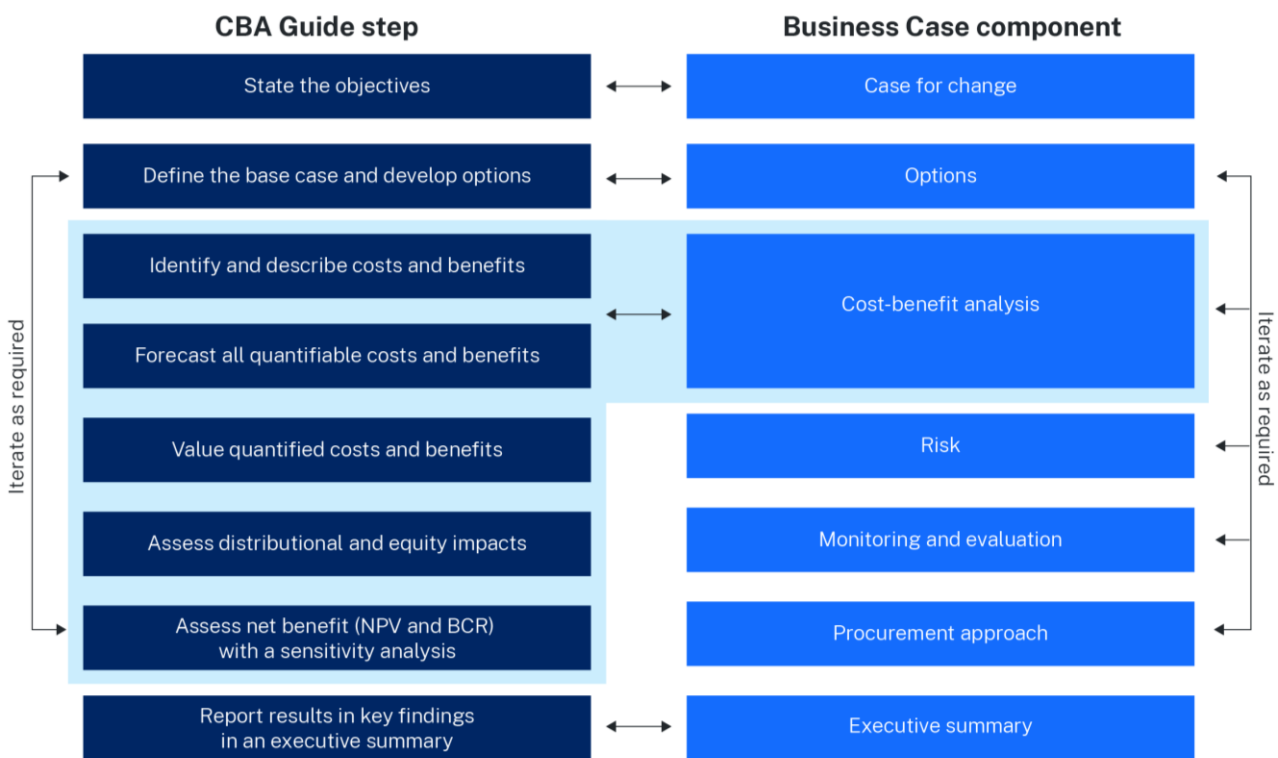 CBA Guide step
Business Case component
State the objectives
Case for change
Define the base case and develop options
Options
Identify and describe costs and benefits
Cost-benefit analysis
Forecast all quantifiable costs and benefits
Value quantified costs and benefits
Risk
Assess distributional and equity impacts
Monitoring and evaluation
Assess net benefit (NPV and BCR)
with a sensitivity analysis
Procurement approach
Report results in key findings
in an executive summary
Executive summary
Iterate as required
Iterate as required